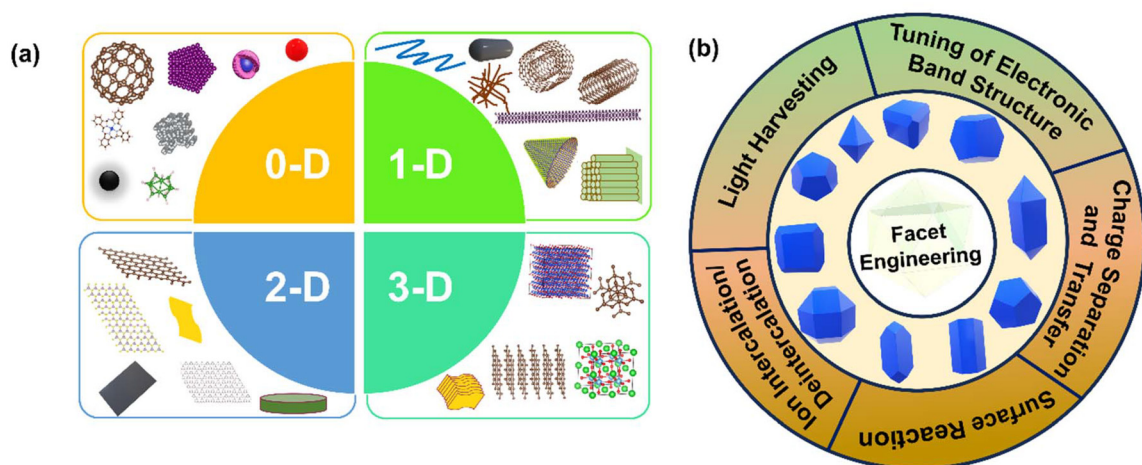 (a)
0-D
1-D
2-D
3-D
(b)
Light Harvesting
Tuning of Electronic
Band Structure
Charge Separation
and Transfer
Surface Reaction
Ion Intercalation/
Deintercalation
Facet
Engineering